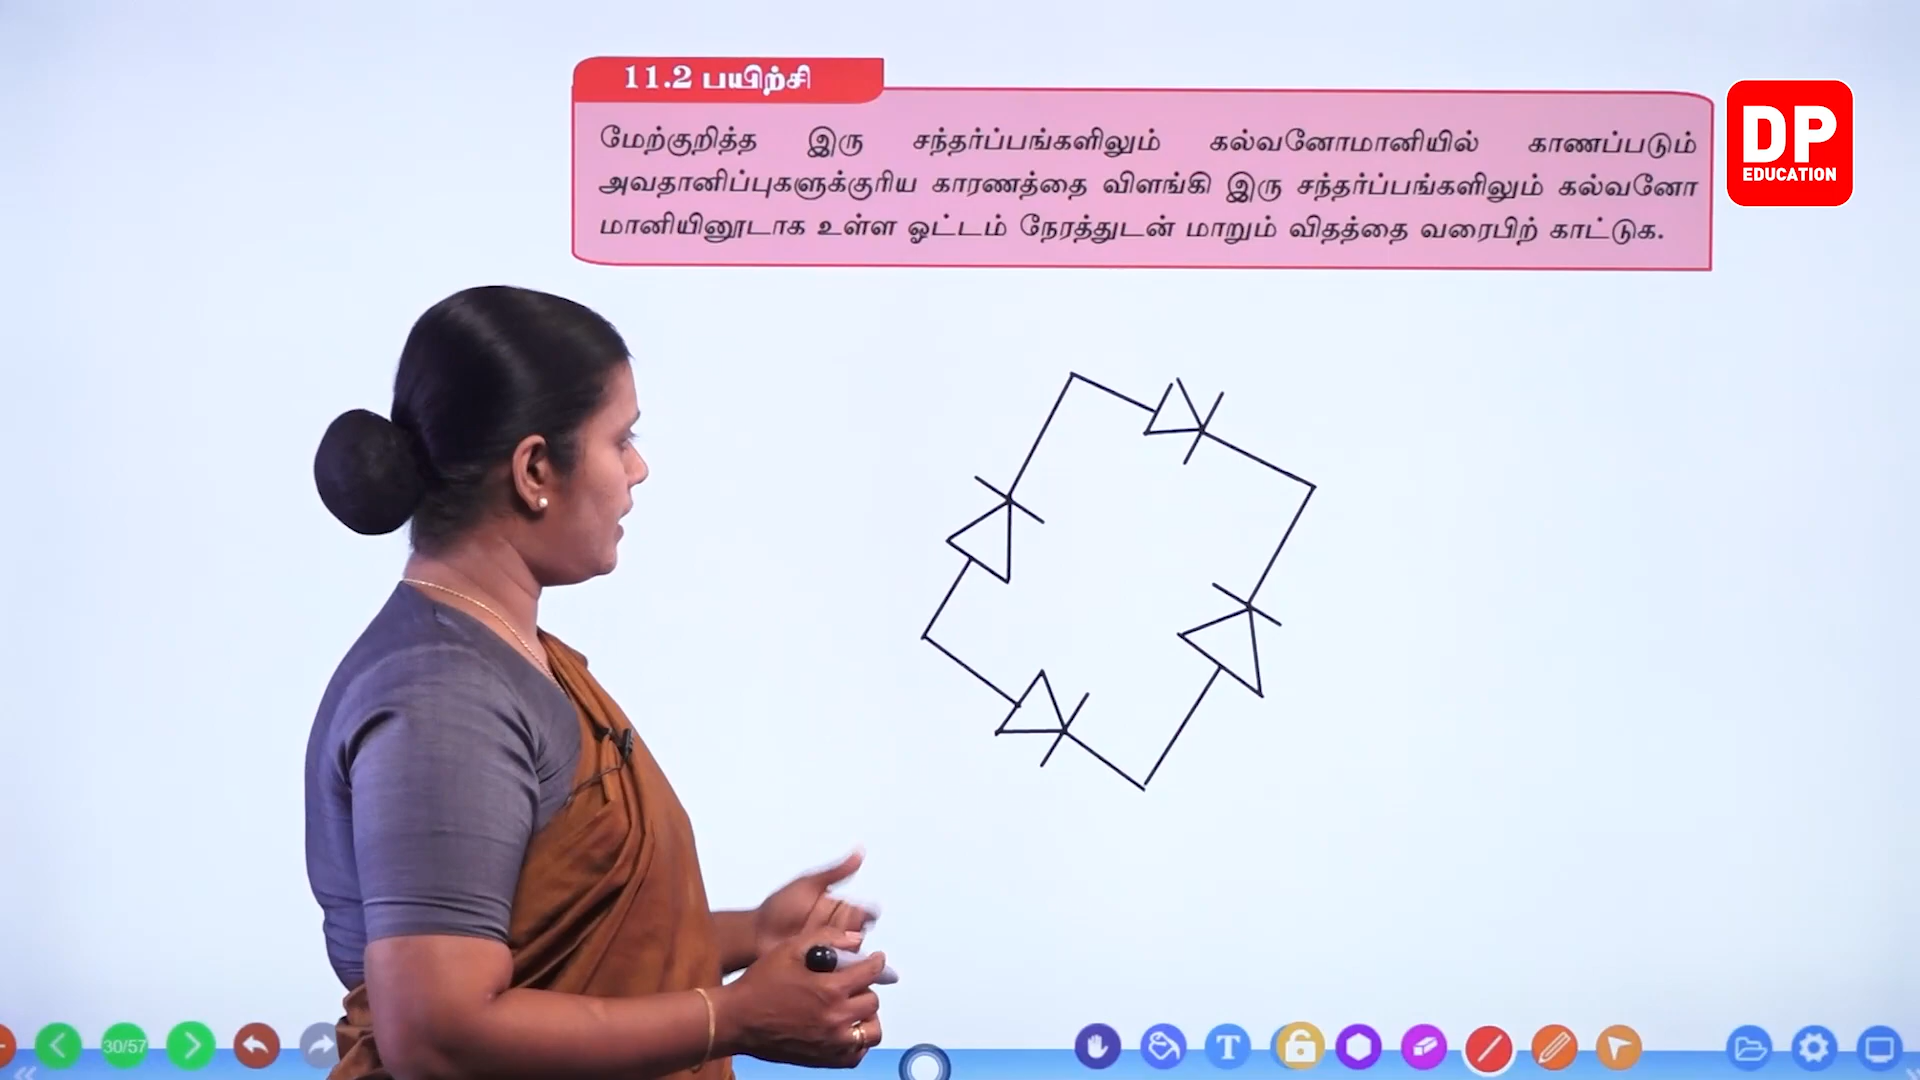 11.2 பயிற்சி
மேற்குறித்த இரு சந்தர்ப்பங்களிலும் கல்வனோமானியில் காணப்படும்
அவதானிப்புகளுக்குரிய காரணத்தை விளங்கி இரு சந்தர்ப்பங்களிலும் கல்வனோ
மானியினூடாக உள்ள ஓட்டம் நேரத்துடன் மாறும் விதத்தை வரைபிற் காட்டுக.
DP
EDUCATION
30/57
T